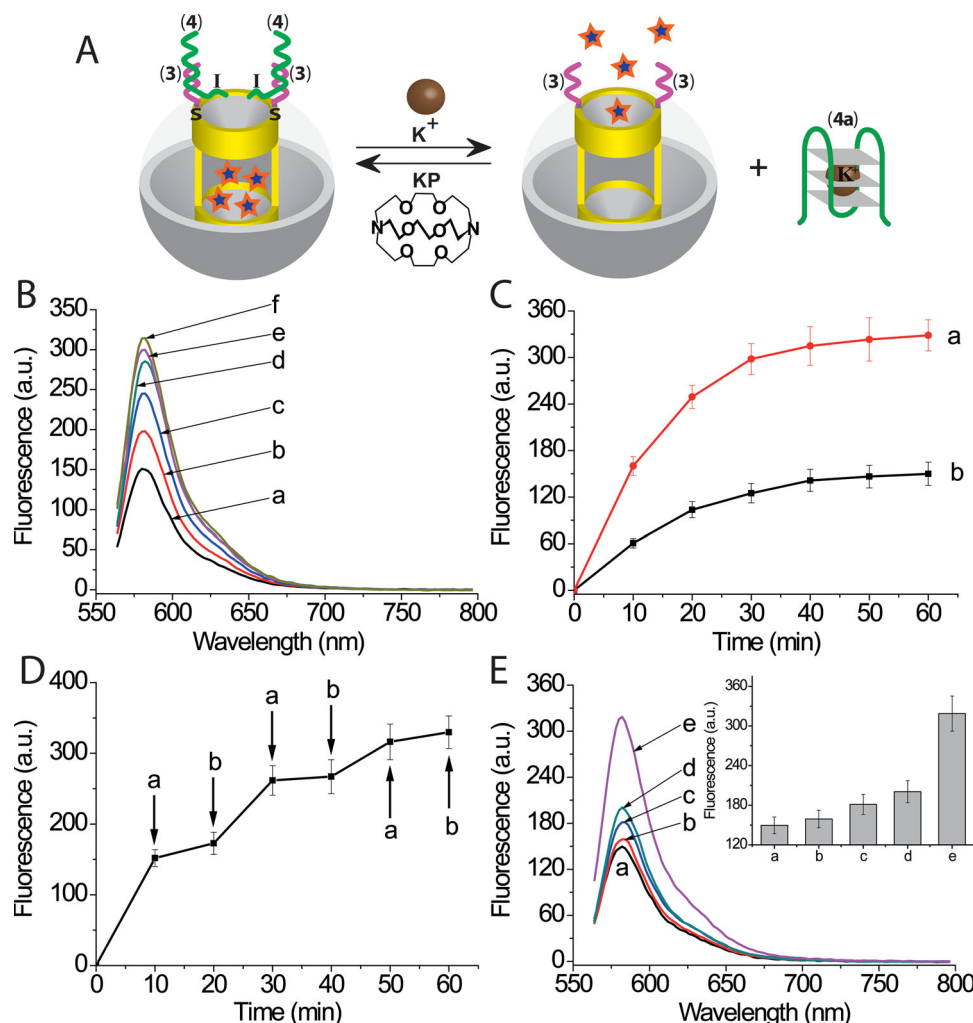 A
(4) (4)
(3) I I (3)
S S
K+
KP
O O
N O O N
O O
(3) (3)
+
(4a)
K+
B
Fluorescence (a.u.)
350
300
250
200
150
100
50
0
f
e
d
c
b
a
550 600 650 700 750 800
Wavelength (nm)
C
Fluorescence (a.u.)
360
300
240
180
120
60
0
a
b
0 10 20 30 40 50 60
Time (min)
D
Fluorescence (a.u.)
400
300
200
100
0
a
b
a
b
a
b
0 10 20 30 40 50 60
Time (min)
E
Fluorescence (a.u.)
360
300
240
180
120
60
0
e
d
c
b
a
550 600 650 700 750 800
Wavelength (nm)
Fluorescence (a.u.)
360
300
240
180
120
a b c d e